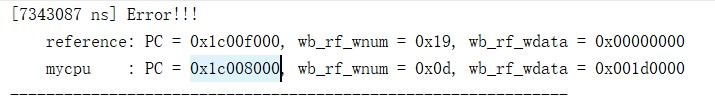 [7343087 ns] Error!!!
reference: PC = 0x1c00f000, wb_rf_wnum = 0x19, wb_rf_wdata = 0x00000000
mycpu    : PC = 0x1c008000, wb_rf_wnum = 0x0d, wb_rf_wdata = 0x001d0000
--------------------------------------------------------------